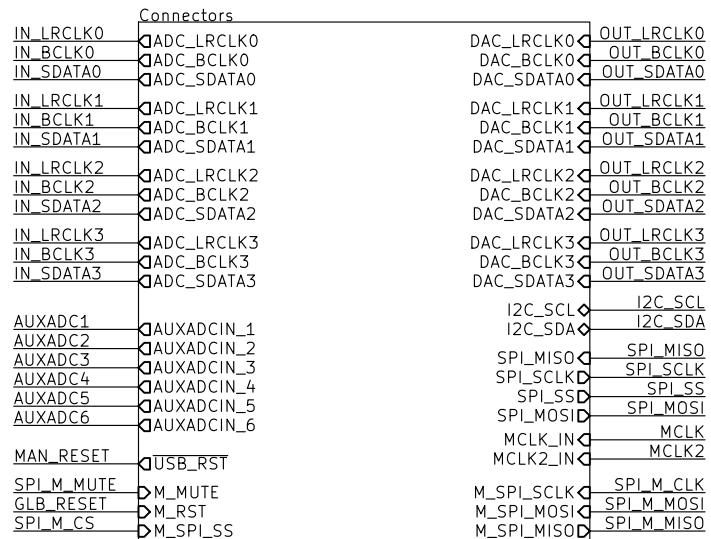 Connectors
IN_LRCLK0 ADC_LRCLK0 DAC_LRCLK0 OUT_LRCLK0
IN_BCLK0 ADC_BCLK0 DAC_BCLK0 OUT_BCLK0
IN_SDATA0 ADC_SDATA0 DAC_SDATA0 OUT_SDATA0
IN_LRCLK1 ADC_LRCLK1 DAC_LRCLK1 OUT_LRCLK1
IN_BCLK1 ADC_BCLK1 DAC_BCLK1 OUT_BCLK1
IN_SDATA1 ADC_SDATA1 DAC_SDATA1 OUT_SDATA1
IN_LRCLK2 ADC_LRCLK2 DAC_LRCLK2 OUT_LRCLK2
IN_BCLK2 ADC_BCLK2 DAC_BCLK2 OUT_BCLK2
IN_SDATA2 ADC_SDATA2 DAC_SDATA2 OUT_SDATA2
IN_LRCLK3 ADC_LRCLK3 DAC_LRCLK3 OUT_LRCLK3
IN_BCLK3 ADC_BCLK3 DAC_BCLK3 OUT_BCLK3
IN_SDATA3 ADC_SDATA3 DAC_SDATA3 OUT_SDATA3
I2C_SCL I2C_SCL
AUXADC1 AUXADCIN_1 I2C_SDA I2C_SDA
AUXADC2 AUXADCIN_2 SPI_MISO SPI_MISO
AUXADC3 AUXADCIN_3 SPI_SCLK SPI_SCLK
AUXADC4 AUXADCIN_4 SPI_SS SPI_SS
AUXADC5 AUXADCIN_5 SPI_MOSI SPI_MOSI
AUXADC6 AUXADCIN_6 MCLK_IN MCLK
MAN_RESET USB_RST MCLK2_IN MCLK2
SPI_M_MUTE M_MUTE M_SPI_SCLK SPI_M_CLK
GLB_RESET M_RST M_SPI_MOSI SPI_M_MOSI
SPI_M_CS M_SPI_SS M_SPI_MISO SPI_M_MISO